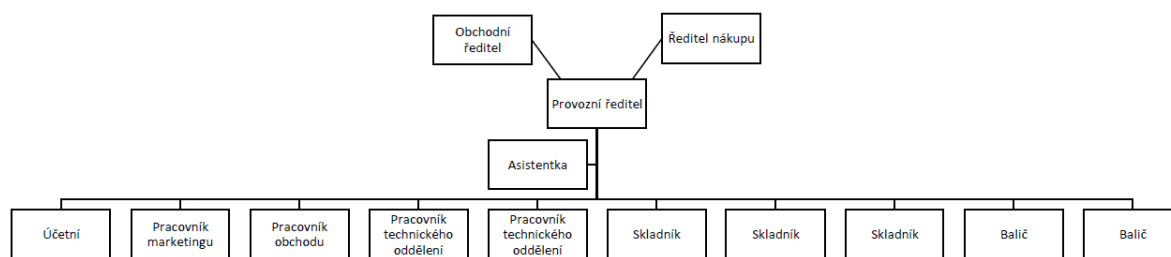 Obchodní
ředitel
Ředitel nákupu
Provozní ředitel
Asistentka
Účetní
Pracovník
marketingu
Pracovník
obchodu
Pracovník
technického
oddělení
Pracovník
technického
oddělení
Skladník
Skladník
Skladník
Balič
Balič